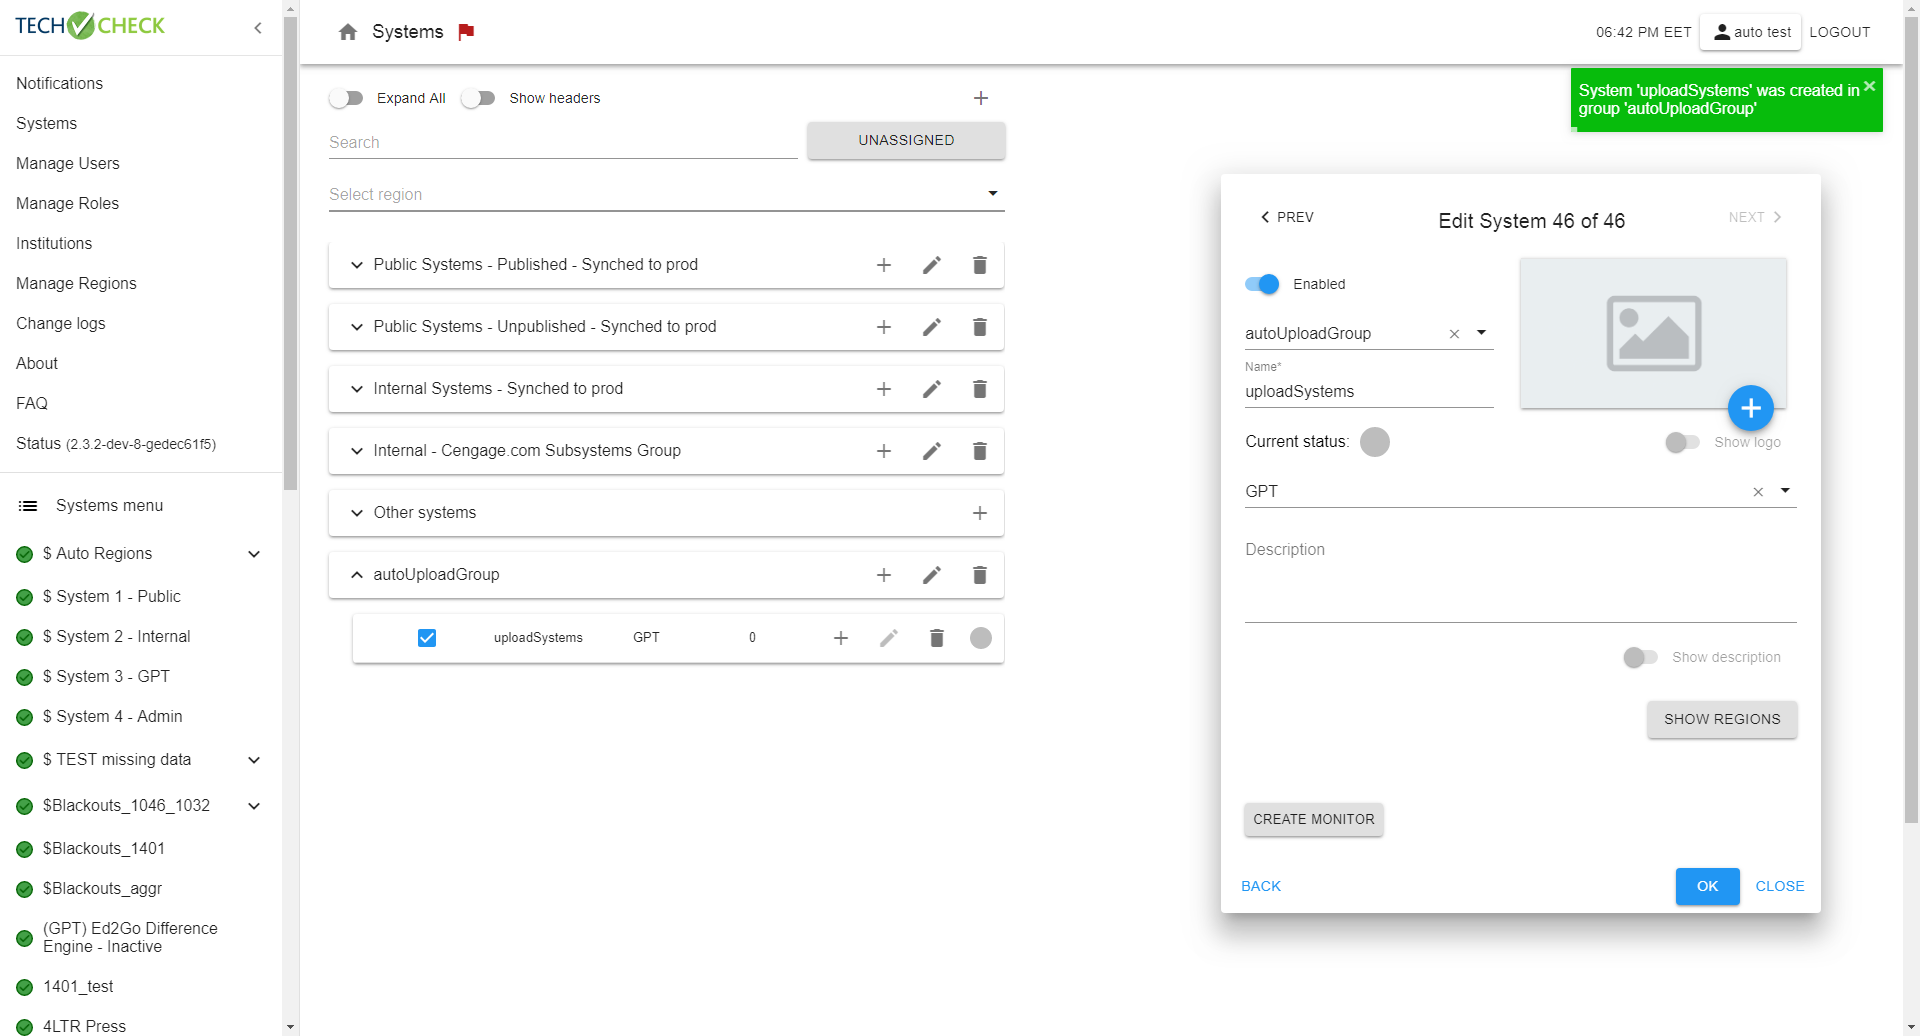 TECH CHECK
Notifications
Systems
Manage Users
Manage Roles
Institutions
Manage Regions
Change logs
About
FAQ
Status (2.3.2-dev-8-gedec61f5)
Systems menu
$ Auto Regions
$ System 1 - Public
$ System 2 - Internal
$ System 3 - GPT
$ System 4 - Admin
$ TEST missing data
$Blackouts_1046_1032
$Blackouts_1401
$Blackouts_aggr
(GPT) Ed2Go Difference
Engine - Inactive
1401_test
4LTR Press
Systems
06:42 PM EET
auto test
LOGOUT
Expand All
Show headers
Search
UNASSIGNED
Select region
Public Systems - Published - Synched to prod
Public Systems - Unpublished - Synched to prod
Internal Systems - Synched to prod
Internal - Cengage.com Subsystems Group
Other systems
autoUploadGroup
uploadSystems GPT 0
System 'uploadSystems' was created in
group 'autoUploadGroup'
PREV
Edit System 46 of 46
NEXT
Enabled
autoUploadGroup
Name*
uploadSystems
Current status:
Show logo
GPT
Description
Show description
SHOW REGIONS
CREATE MONITOR
BACK
OK
CLOSE